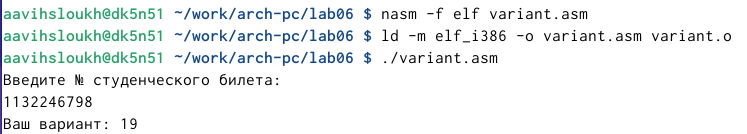 aavihsloukh@dk5n51 ~/work/arch-pc/lab06 $ nasm -f elf variant.asm
aavihsloukh@dk5n51 ~/work/arch-pc/lab06 $ ld -m elf_i386 -o variant.asm variant.o
aavihsloukh@dk5n51 ~/work/arch-pc/lab06 $ ./variant.asm
Введите № студенческого билета:
1132246798
Ваш вариант: 19